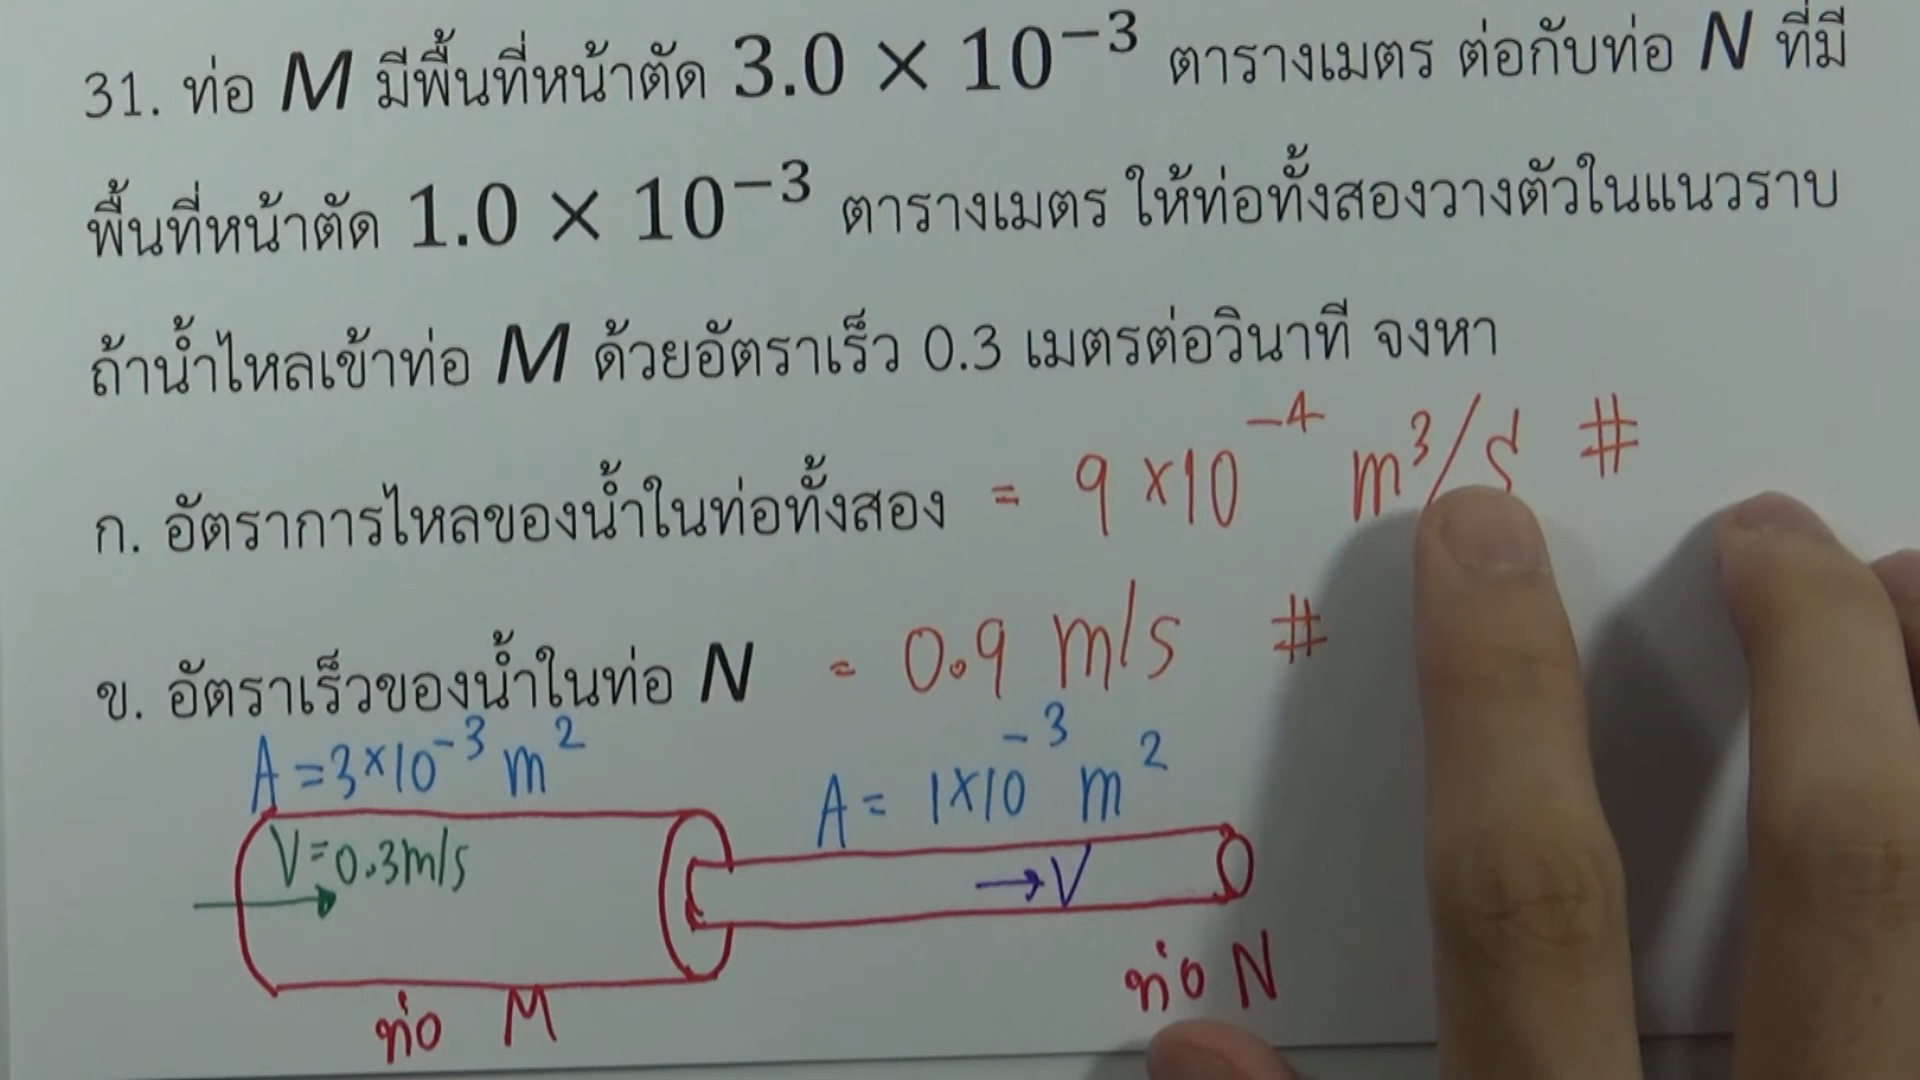 31. ท่อ M มีพื้นที่หน้าตัด 3.0 × 10⁻³ ตารางเมตร ต่อกับท่อ N ที่มี
พื้นที่หน้าตัด 1.0 × 10⁻³ ตารางเมตร ให้ท่อทั้งสองวางตัวในแนวราบ
ถ้าน้ำไหลเข้าท่อ M ด้วยอัตราเร็ว 0.3 เมตรต่อวินาที จงหา
ก. อัตราการไหลของน้ำในท่อทั้งสอง = 9 × 10⁻⁴ m³/s #
ข. อัตราเร็วของน้ำในท่อ N = 0.9 m/s #
A = 3 × 10⁻³ m²
A = 1 × 10⁻³ m²
V = 0.3 m/s
→ V
ท่อ M
ท่อ N